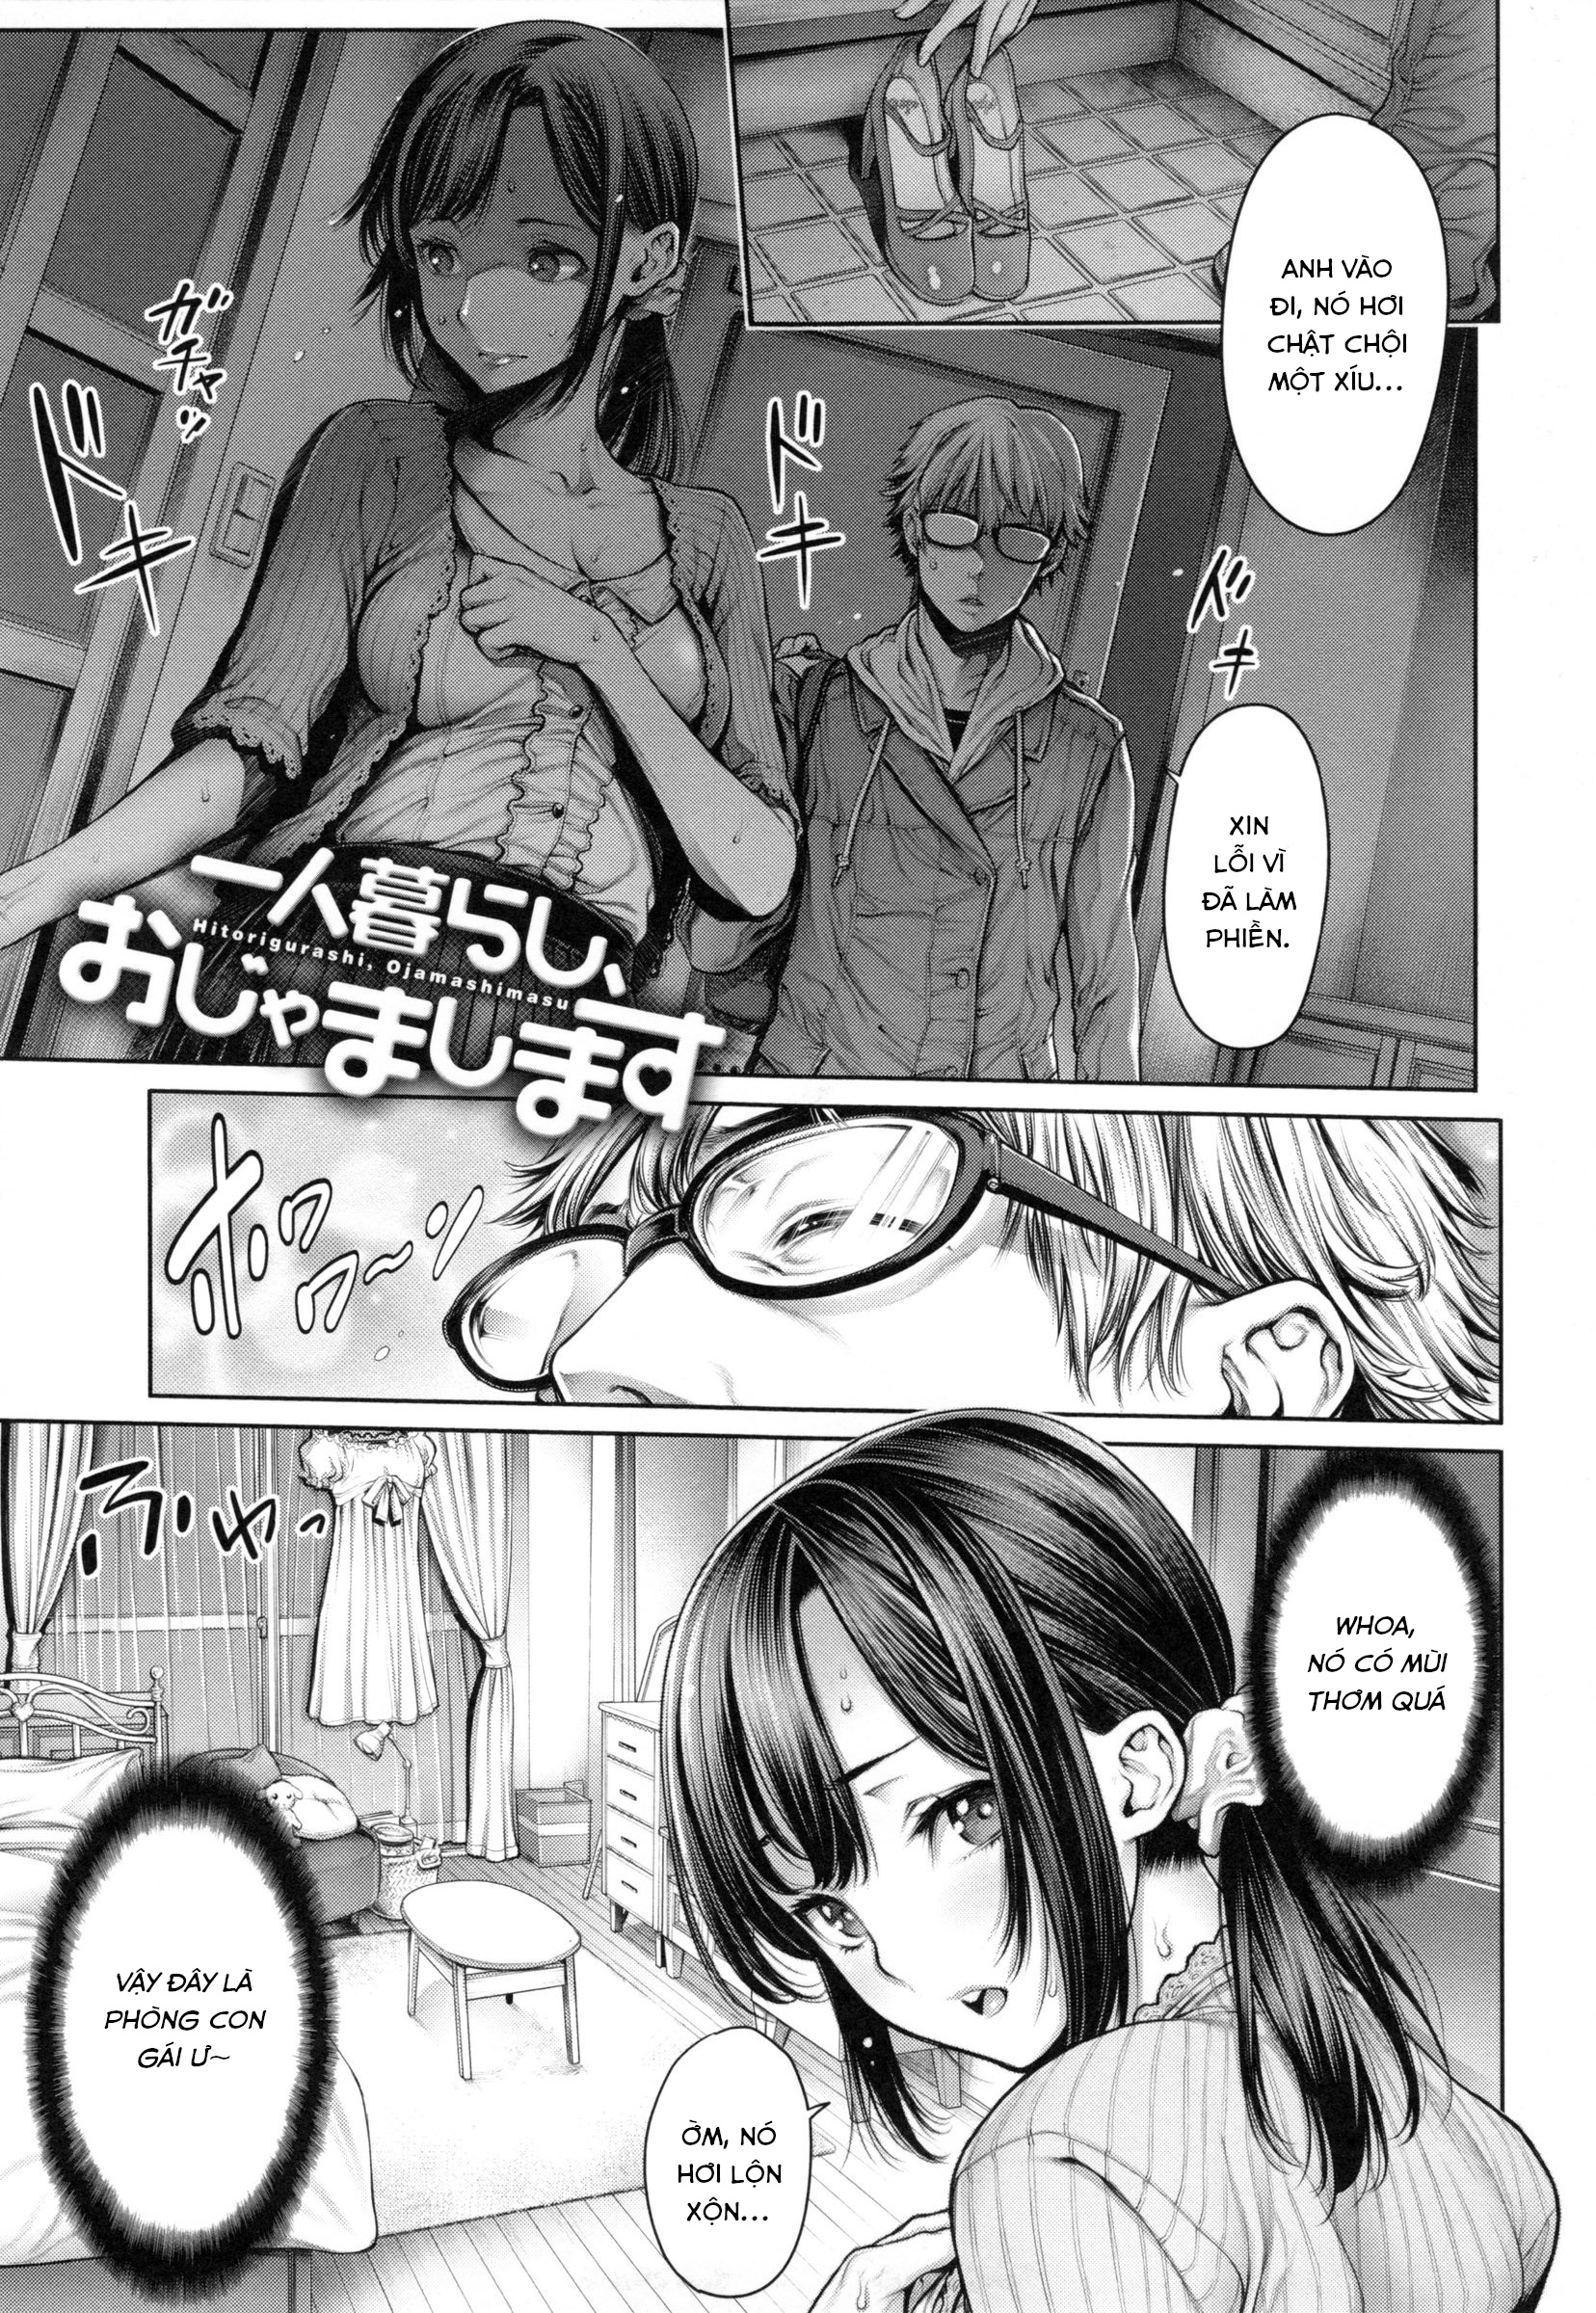 ANH VÀO
ĐI, NÓ HƠI
CHẬT CHỘI
MỘT XÍU...
ガチャッ
ドキ
ドキ
ドキ
XIN
LỖI VÌ
ĐÃ LÀM
PHIỀN.
一人暮らし、
Hitorigurashi, Ojamashimasu
おじゃまします
ホワワ〜ン
WHOA,
NÓ CÓ MÙI
THƠM QUÁ
ふわっ
VẬY ĐÂY LÀ
PHÒNG CON
GÁI Ư~
ỜM, NÓ
HƠI LỘN
XỘN...